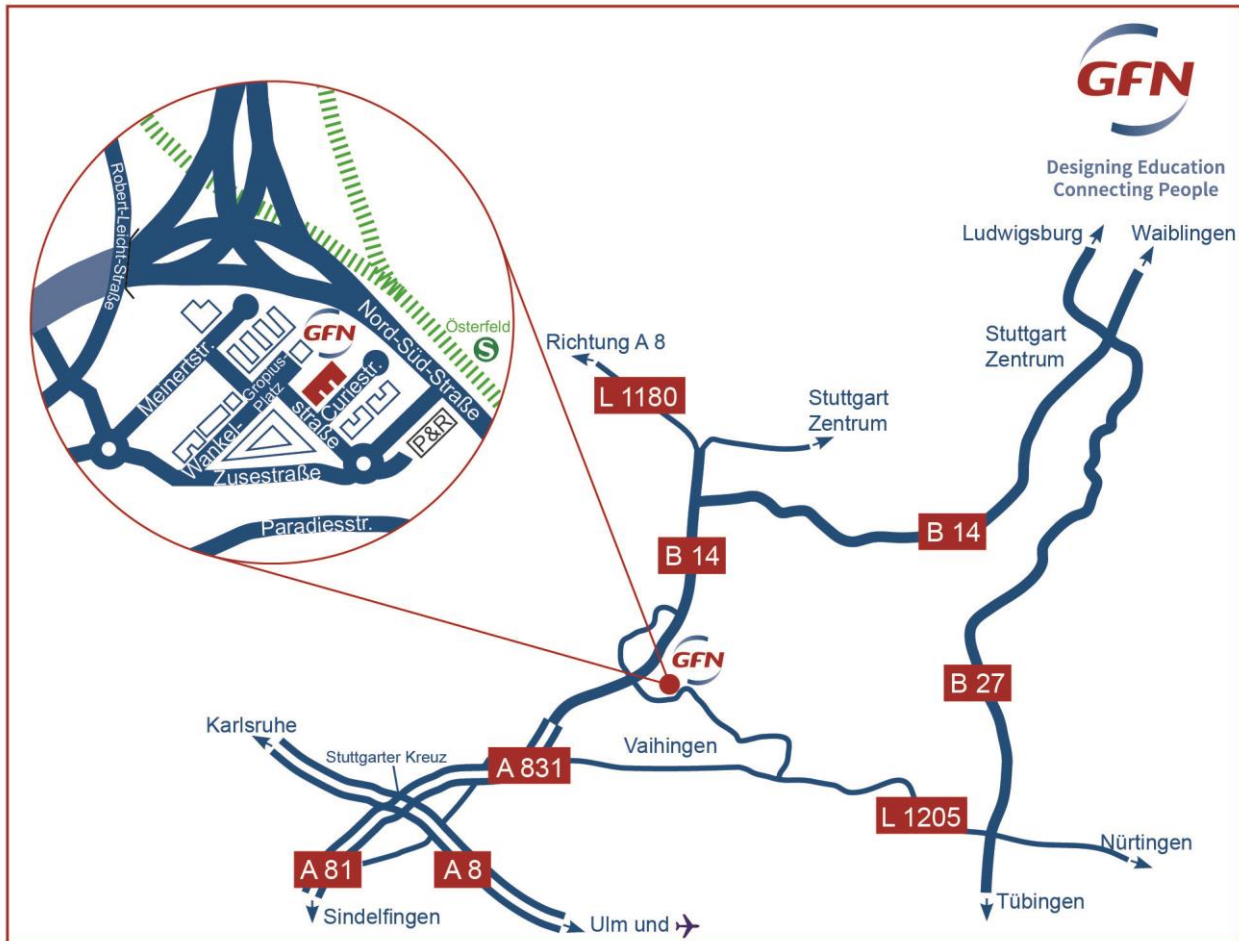 GFN
Designing Education
Connecting People
Ludwigsburg
Waiblingen
Stuttgart
Zentrum
Richtung A 8
L 1180
Stuttgart
Zentrum
B 14
B 14
GFN
B 27
Karlsruhe
Stuttgarter Kreuz
A 831
Vaihingen
L 1205
Nürtingen
A 81
A 8
Sindelfingen
Ulm und
Tübingen
Robert-Leicht-Straße
Nord-Süd-Straße
Österfeld
S
GFN
Meinertstr.
Gropius-
Platz
Curiestr.
Wankel-
straße
P&R
Zusestraße
Paradiesstr.